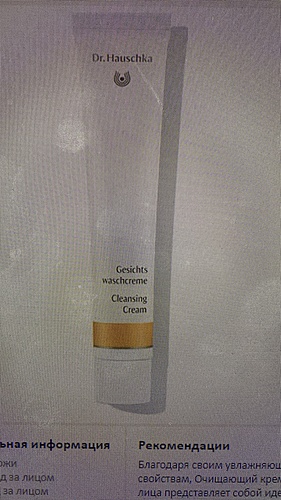 Dr. Hauschka
Gesichts
waschcreme
Cleansing
Cream
ьная информация
Рекомендации
ожи
д за лицом
за лицом
Благодаря своим увлажняющ
свойствам, Очищающий крем
лица представляет собой иде